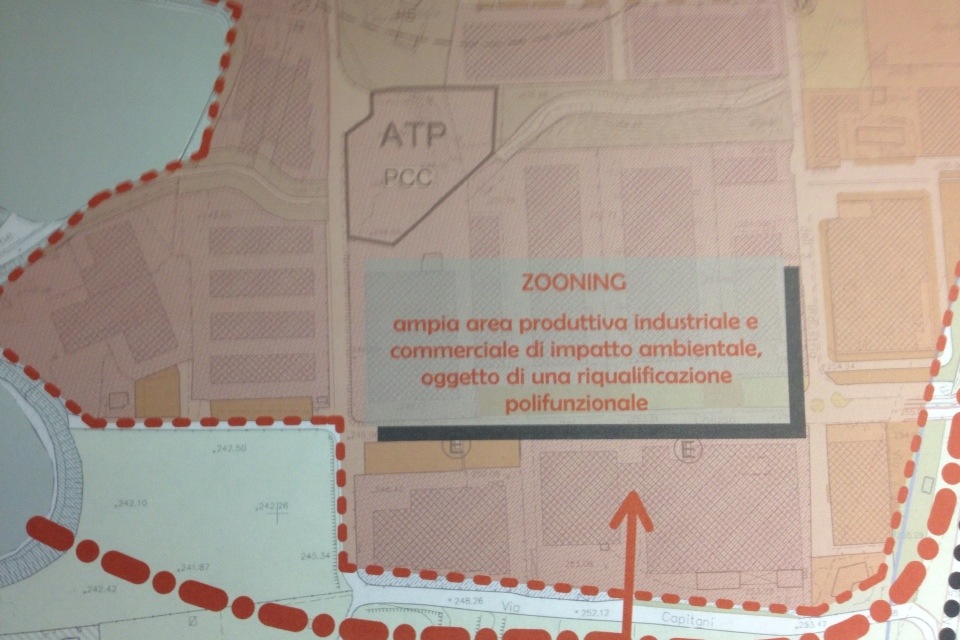 ATP
PCC
ZOONING
ampia area produttiva industriale e
commerciale di impatto ambientale,
oggetto di una riqualificazione
polifunzionale
E
E
242.50
242.10
242.26
245.34
241.87
242.42
248.26
Via
252.12
Capitani